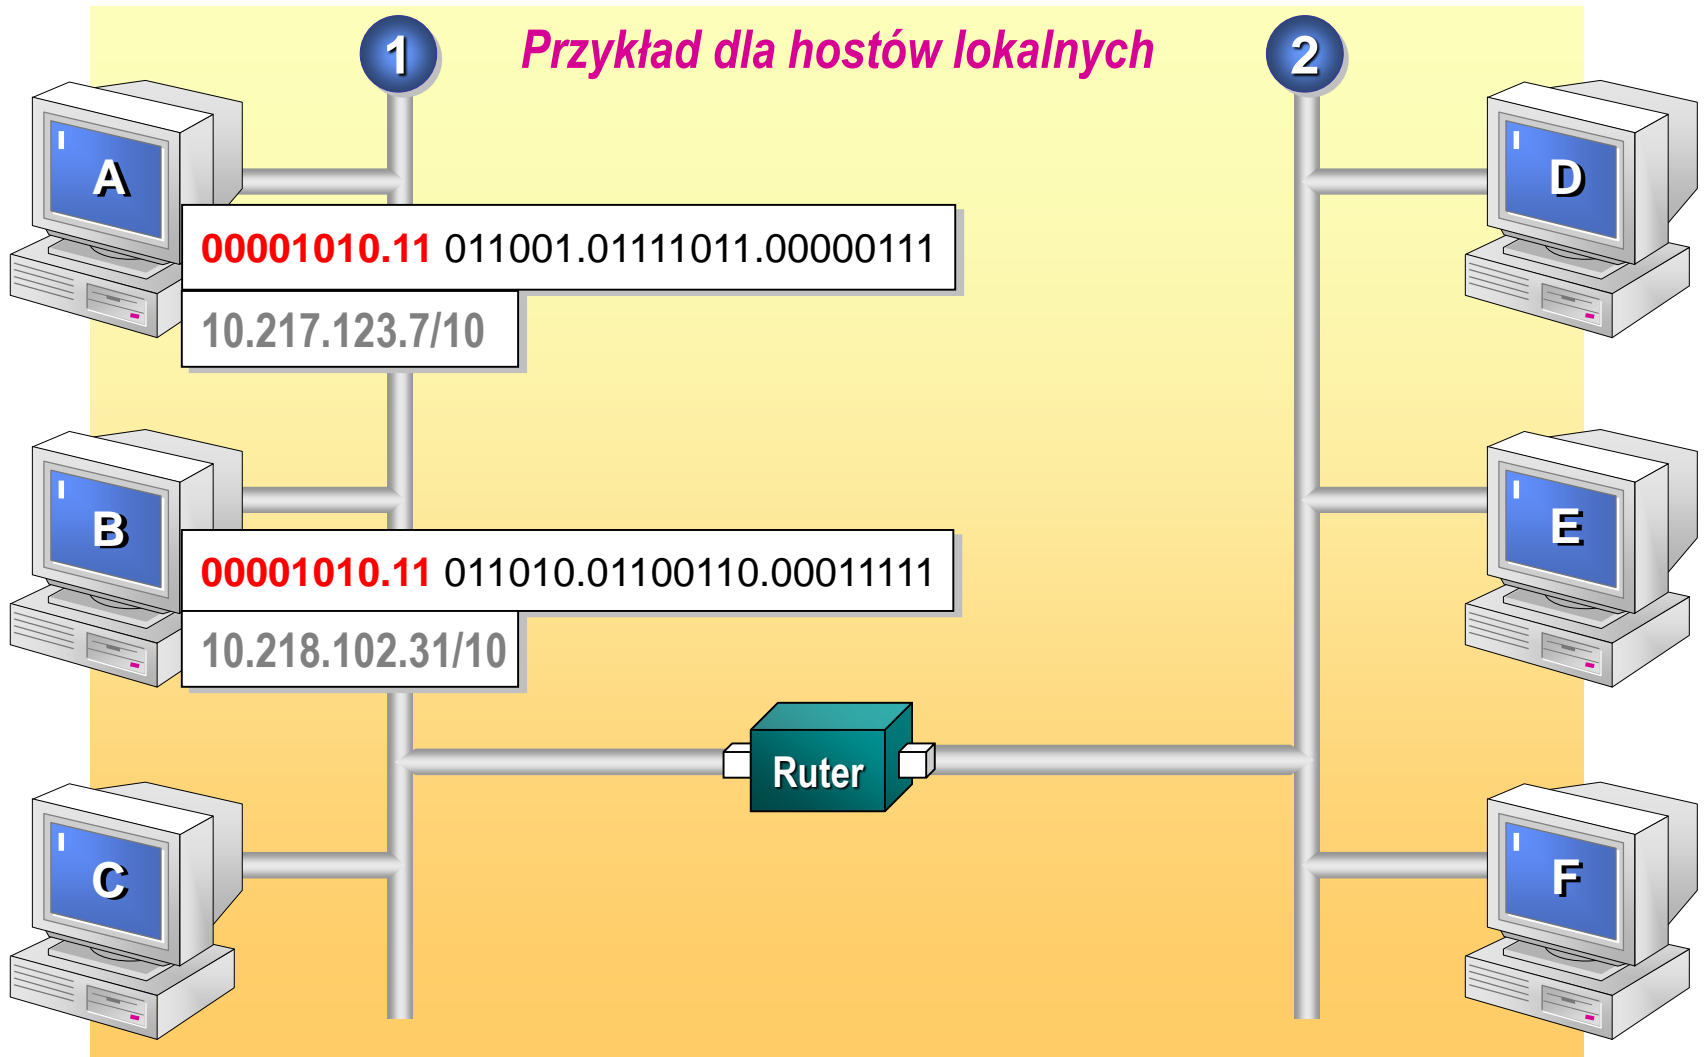 1
Przykład dla hostów lokalnych
2
A
D
00001010.11 011001.01111011.00000111
10.217.123.7/10
B
E
00001010.11 011010.01100110.00011111
10.218.102.31/10
Ruter
C
F